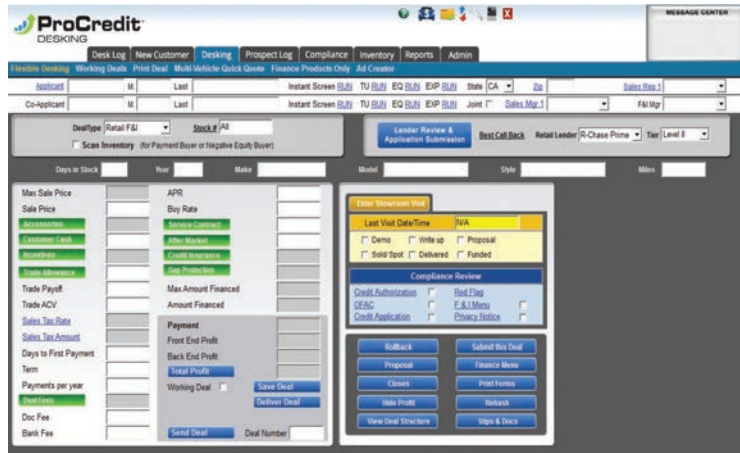 ProCredit
DESKING
MESSAGE CENTER
Desk Log New Customer Desking Prospect Log Compliance Inventory Reports Admin
Flexible Desking Working Deals Print Deal Multi-Vehicle Quick Quote Finance Products Only Ad Creator
Applicant M. Last Instant Screen RUN TU RUN EQ RUN EXP RUN State CA Zip Sales Rep.1
Co-Applicant M. Last Instant Screen RUN TU RUN EQ RUN EXP RUN Joint Sales Mgr.1 F&I Mgr
DealType Retail F&I Stock # All
Scan Inventory (for Payment Buyer or Negative Equity Buyer)
Lender Review &
Application Submission
Best Call Back Retail Lender R-Chase Prime Tier Level II
Days in Stock Year Make Model Style Miles
Max Sale Price
Sale Price
Accessories
Customer Cash
Incentives
Trade Allowance
Trade Payoff
Trade ACV
Sales Tax Rate
Sales Tax Amount
Days to First Payment
Term
Payments per year
Deal Fees
Doc Fee
Bank Fee
APR
Buy Rate
Service Contract
After Market
Credit Insurance
Gap Protection
Max Amount Financed
Amount Financed
Payment
Front End Profit
Back End Profit
Total Profit
Working Deal Save Deal
Deliver Deal
Send Deal Deal Number
Enter Showroom Visit
Last Visit Date/Time N/A
Demo Write up Proposal
Sold/Spot Delivered Funded
Compliance Review
Credit Authorization Red Flag
OFAC F & I Menu
Credit Application Privacy Notice
Rollback Submit this Deal
Proposal Finance Menu
Closes Print Forms
Hide Profit Rehash
View Deal Structure Stips & Docs